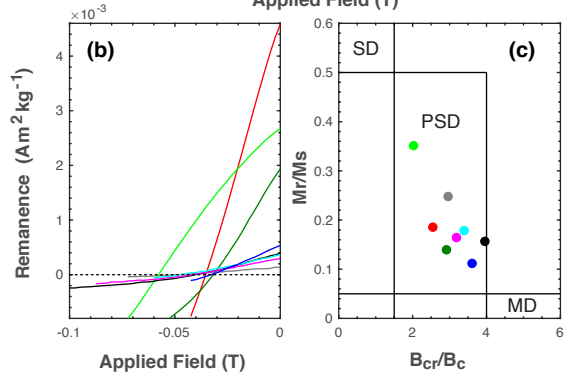 Applied Field (T)
×10⁻³
(b)
4
3
2
1
0
-0.1
-0.05
0
Remanence (Am² kg⁻¹)
Applied Field (T)
(c)
SD
PSD
MD
0.6
0.5
0.4
0.3
0.2
0.1
0
0
2
4
6
Mr/Ms
Bcr/Bc